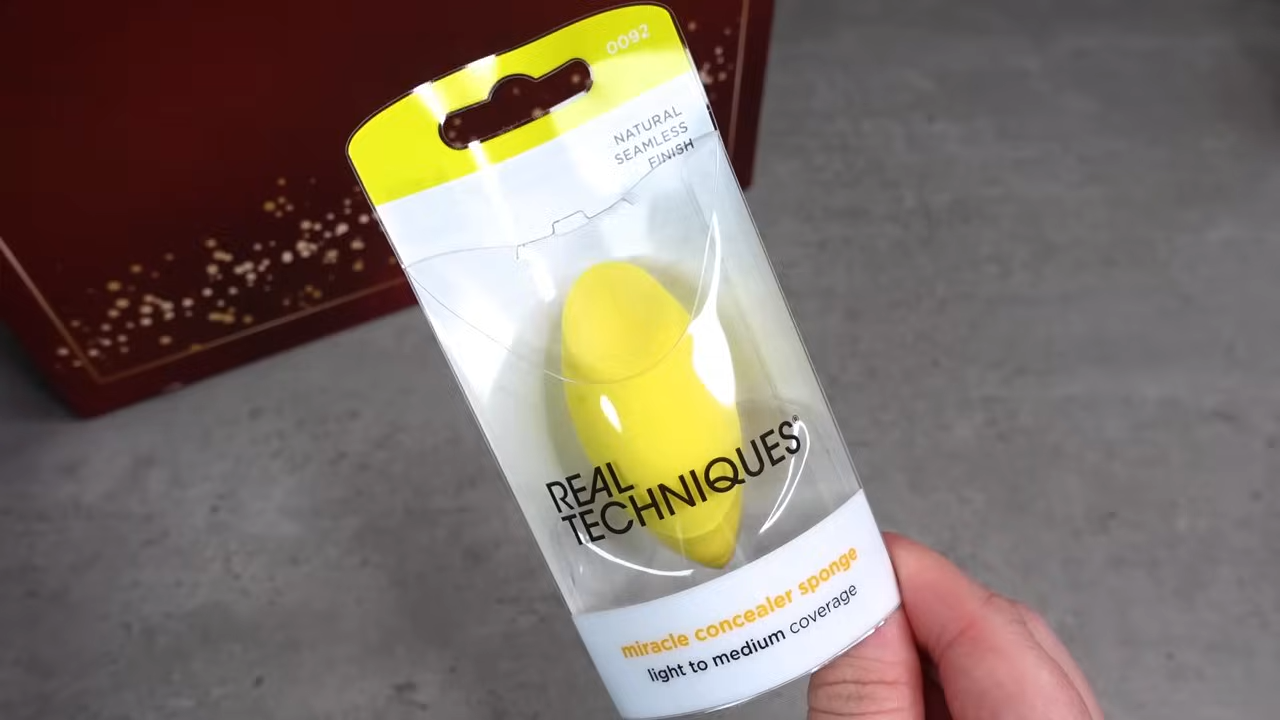 0092
NATURAL
SEAMLESS
FINISH
REAL
TECHNIQUES®
miracle concealer sponge
light to medium coverage